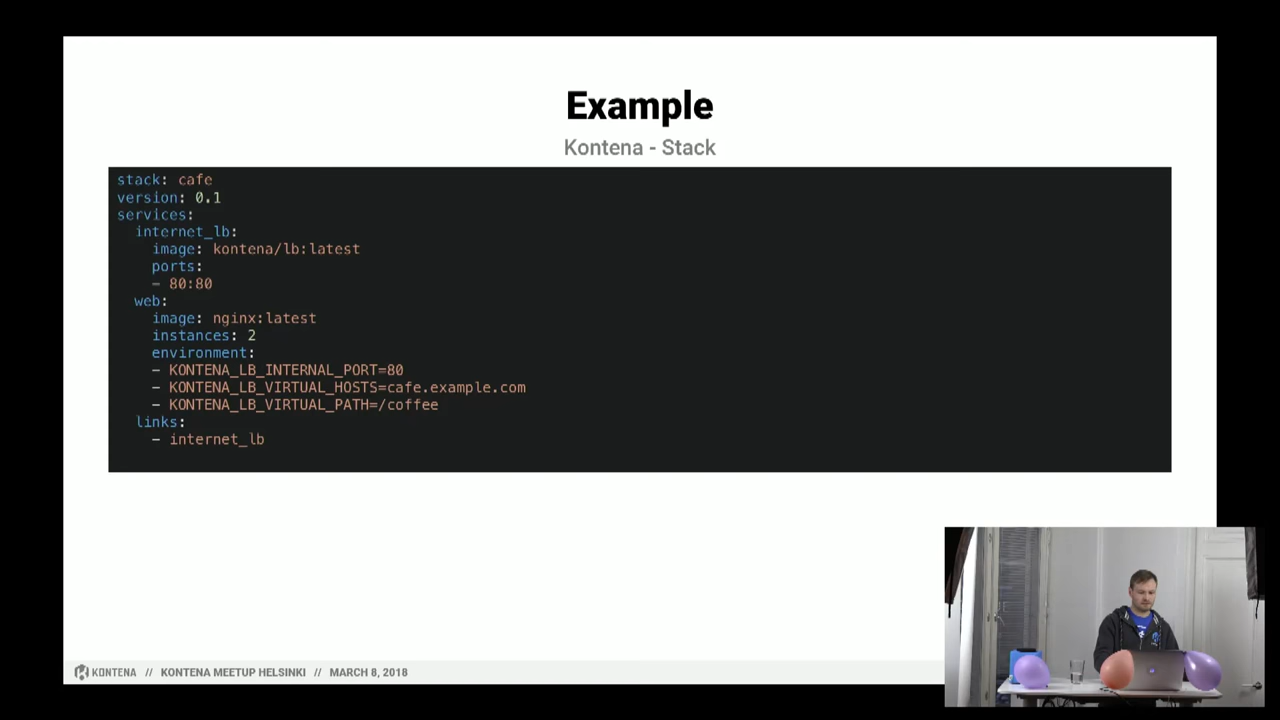 Example
Kontena - Stack
stack: cafe
version: 0.1
services:
  internet_lb:
    image: kontena/lb:latest
    ports:
    - 80:80
  web:
    image: nginx:latest
    instances: 2
    environment:
    - KONTENA_LB_INTERNAL_PORT=80
    - KONTENA_LB_VIRTUAL_HOSTS=cafe.example.com
    - KONTENA_LB_VIRTUAL_PATH=/coffee
  links:
    - internet_lb
KONTENA // KONTENA MEETUP HELSINKI // MARCH 8, 2018